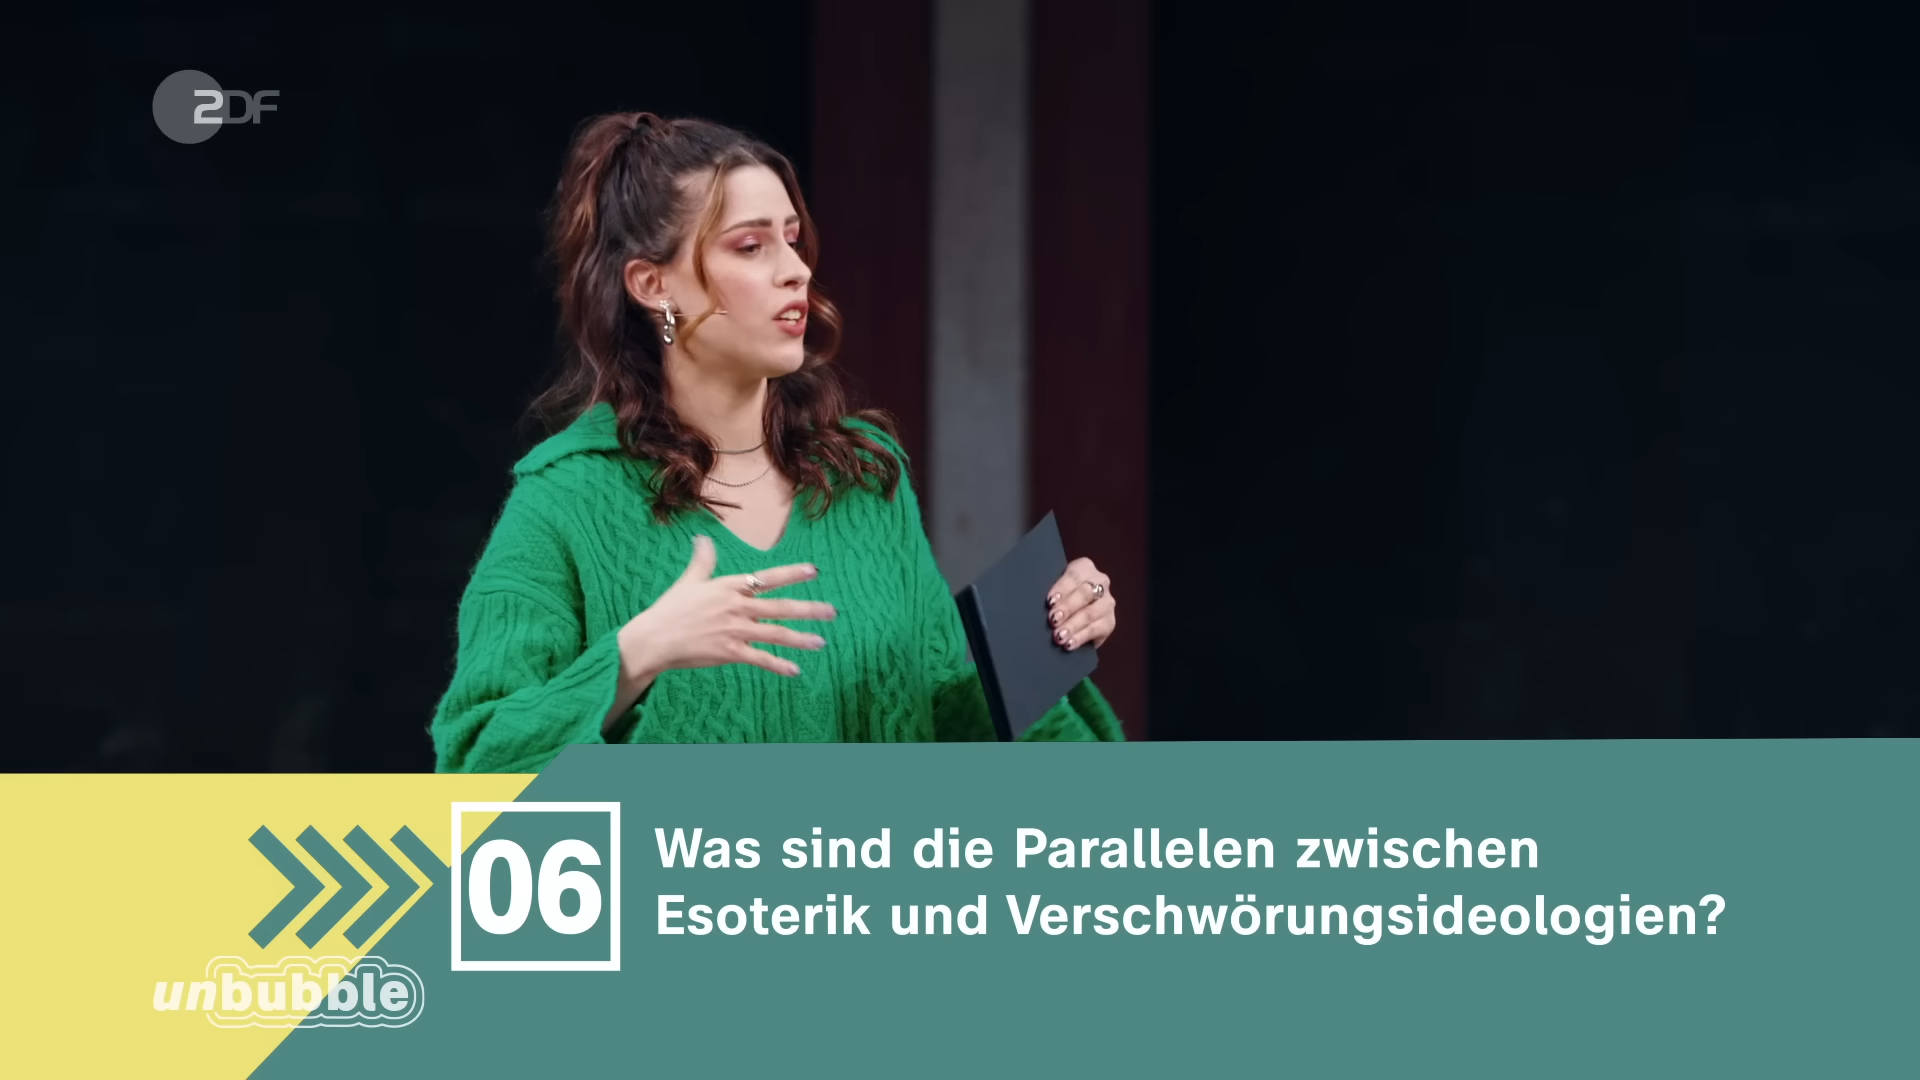 ZDF
06
Was sind die Parallelen zwischen
Esoterik und Verschwörungsideologien?
unbubble